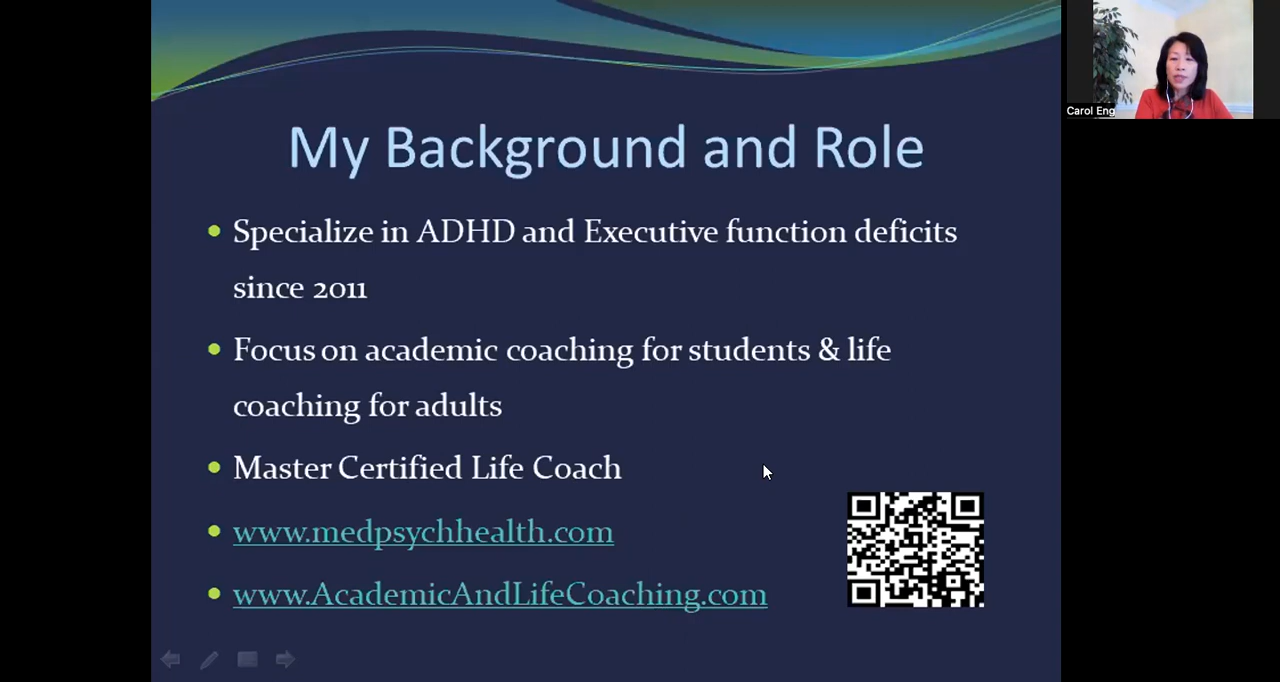 My Background and Role
Specialize in ADHD and Executive function deficits
since 2011
Focus on academic coaching for students & life
coaching for adults
Master Certified Life Coach
www.medpsychhealth.com
www.AcademicAndLifeCoaching.com
Carol Eng